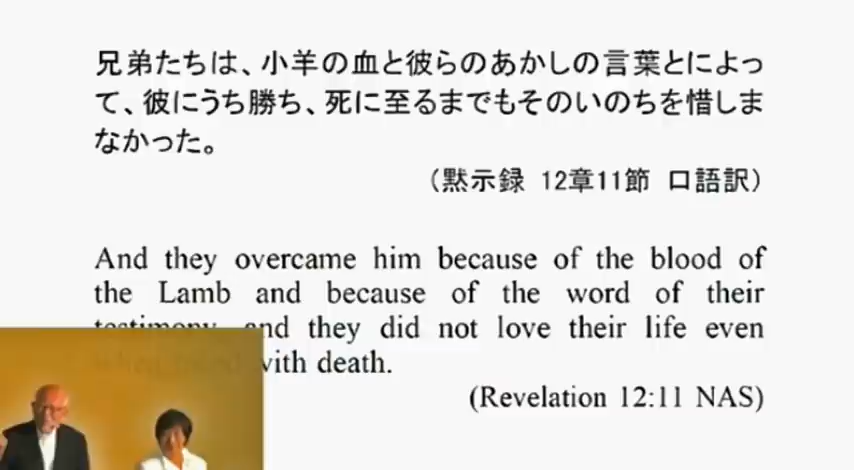 兄弟たちは、小羊の血と彼らのあかしの言葉とによっ
て、彼にうち勝ち、死に至るまでもそのいのちを惜しま
なかった。
（黙示録 12章11節 口語訳）
And they overcame him because of the blood of
the Lamb and because of the word of their
testimony, and they did not love their life even
when faced with death.
(Revelation 12:11 NAS)